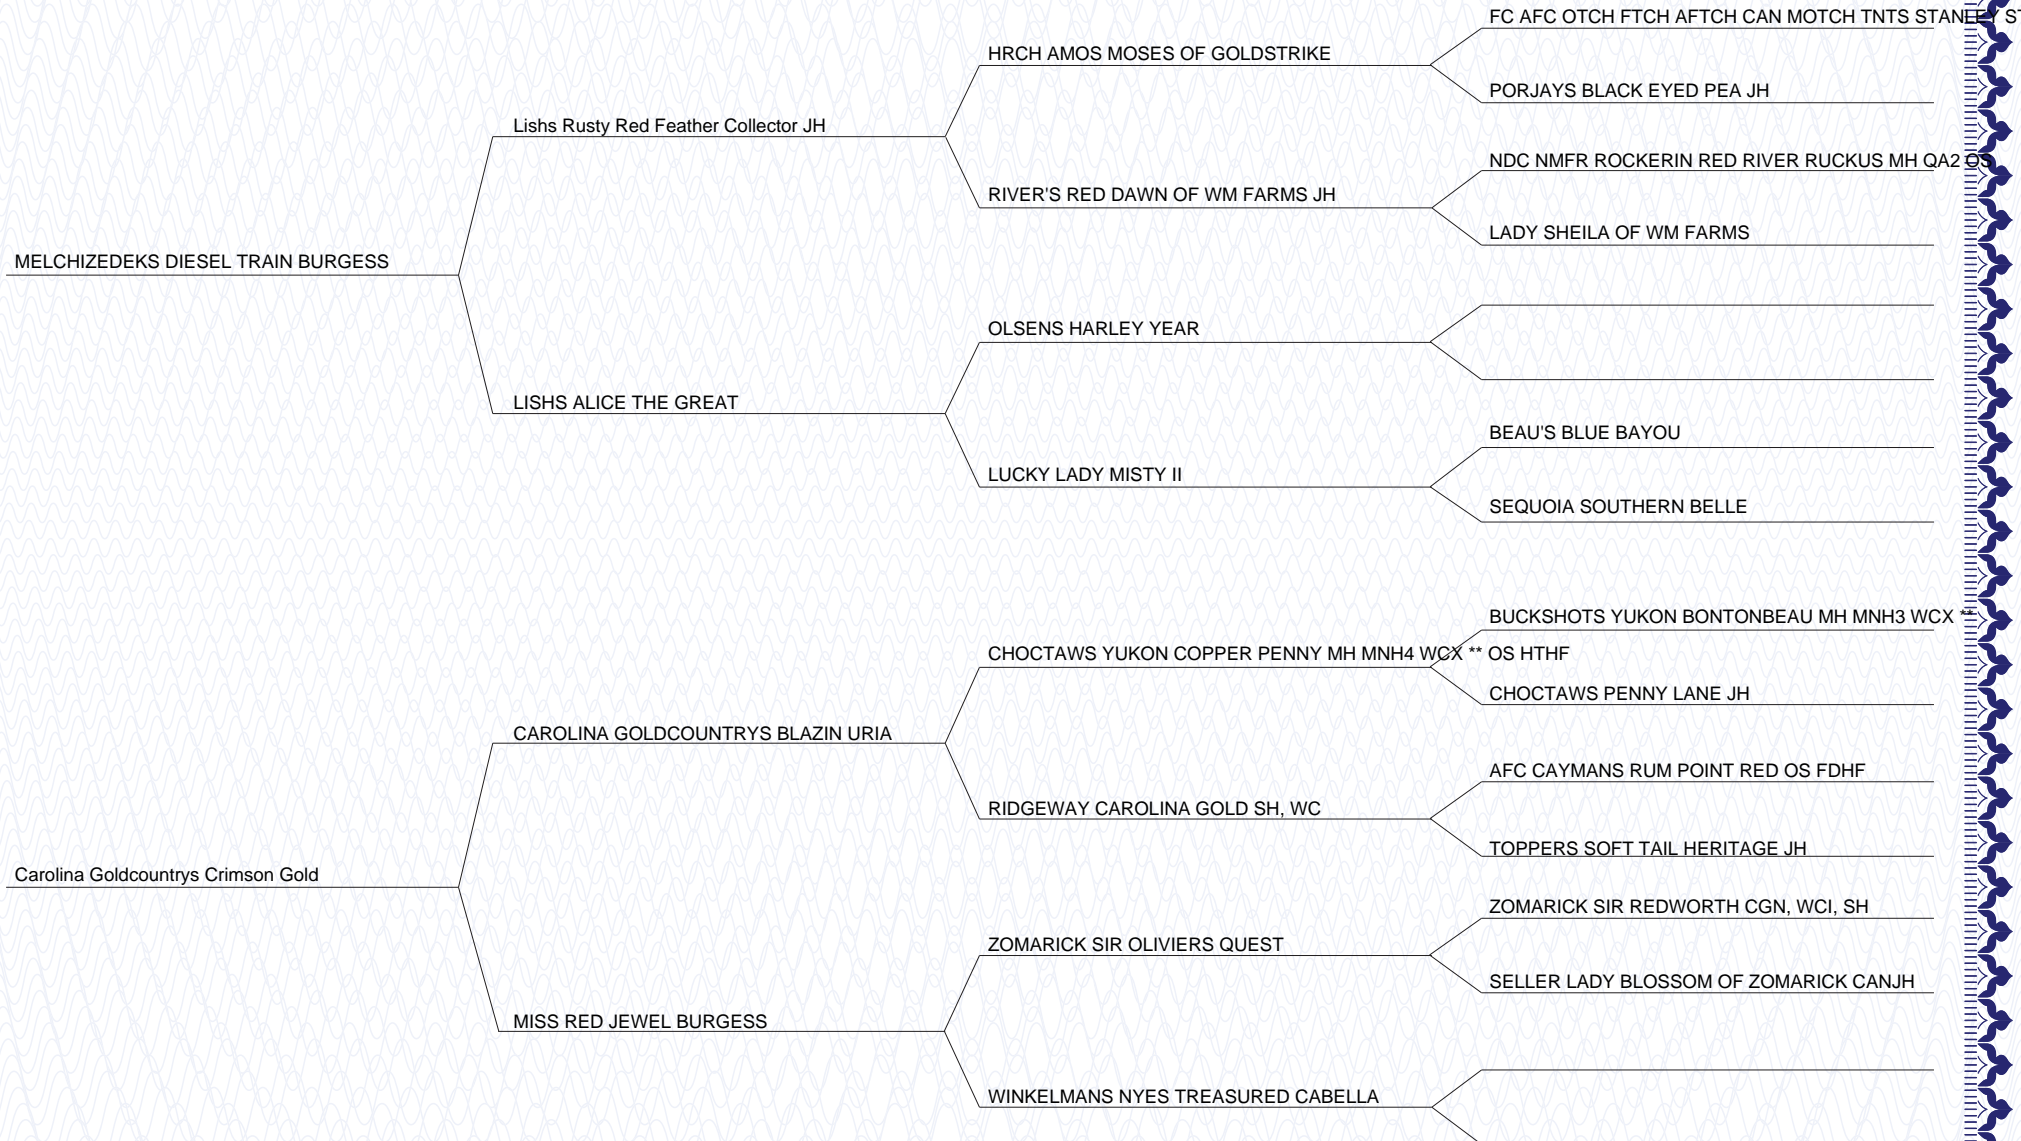 FC AFC OTCH FTCH AFTCH CAN MOTCH TNTS STANLEY
HRCH AMOS MOSES OF GOLDSTRIKE
PORJAYS BLACK EYED PEA JH
Lishs Rusty Red Feather Collector JH
NDC NMFR ROCKERIN RED RIVER RUCKUS MH QA2 OS
RIVER'S RED DAWN OF WM FARMS JH
LADY SHEILA OF WM FARMS
MELCHIZEDEKS DIESEL TRAIN BURGESS
OLSENS HARLEY YEAR
LISHS ALICE THE GREAT
BEAU'S BLUE BAYOU
LUCKY LADY MISTY II
SEQUOIA SOUTHERN BELLE
BUCKSHOTS YUKON BONTONBEAU MH MNH3 WCX **
CHOCTAWS YUKON COPPER PENNY MH MNH4 WCX ** OS HTHF
CHOCTAWS PENNY LANE JH
CAROLINA GOLDCOUNTRYS BLAZIN URIA
AFC CAYMANS RUM POINT RED OS FDHF
RIDGEWAY CAROLINA GOLD SH, WC
TOPPERS SOFT TAIL HERITAGE JH
Carolina Goldcountrys Crimson Gold
ZOMARICK SIR REDWORTH CGN, WCI, SH
ZOMARICK SIR OLIVIERS QUEST
SELLER LADY BLOSSOM OF ZOMARICK CANJH
MISS RED JEWEL BURGESS
WINKELMANS NYES TREASURED CABELLA